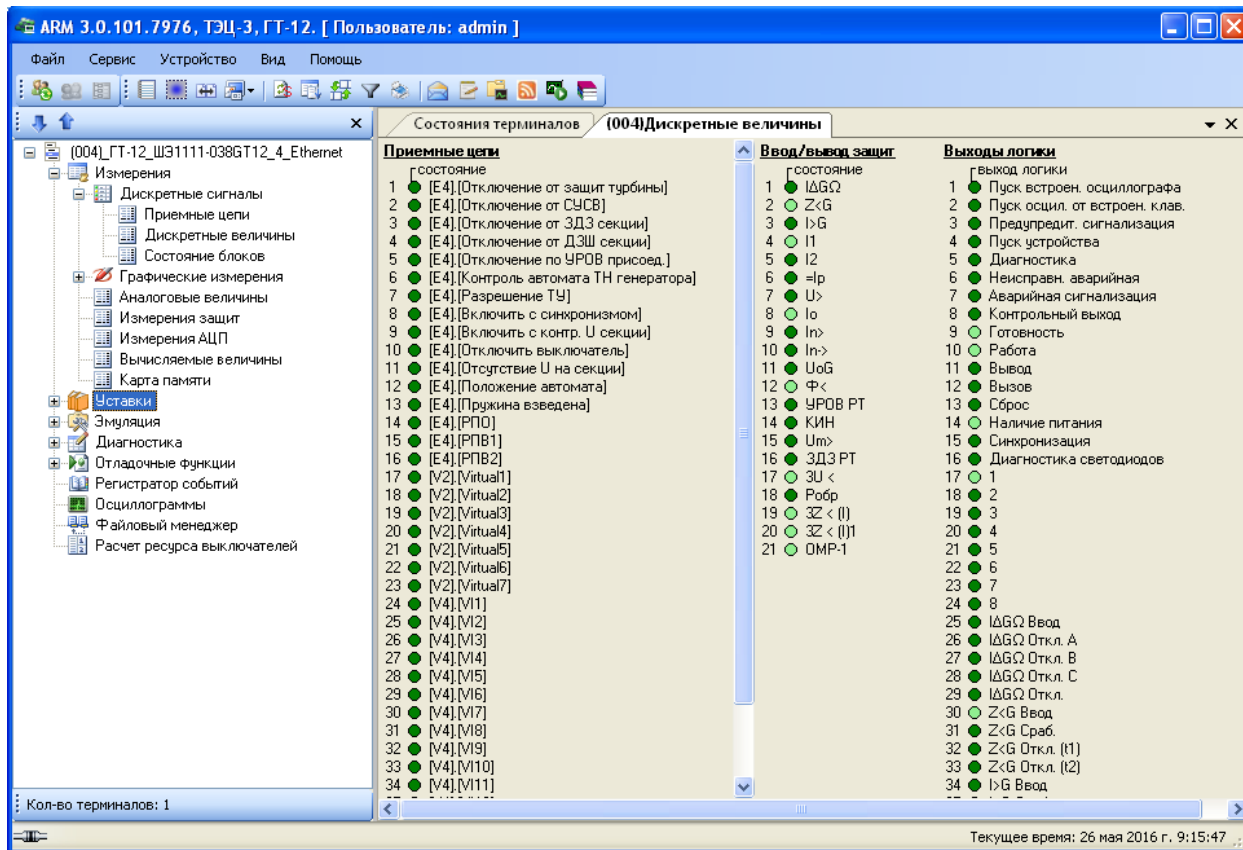 ARM 3.0.101.7976, ТЭЦ-3, ГТ-12. [ Пользователь: admin ]
Файл Сервис Устройство Вид Помощь
Состояния терминалов (004)Дискретные величины
(004)_ГТ-12_ШЭ1111-038GT12_4_Ethernet
Измерения
Дискретные сигналы
Приемные цепи
Дискретные величины
Состояние блоков
Графические измерения
Аналоговые величины
Измерения защит
Измерения АЦП
Вычисляемые величины
Карта памяти
Уставки
Эмуляция
Диагностика
Отладочные функции
Регистратор событий
Осциллограммы
Файловый менеджер
Расчет ресурса выключателей
Кол-во терминалов: 1
Приемные цепи
состояние
1 [E4].[Отключение от защит турбины]
2 [E4].[Отключение от СУСВ]
3 [E4].[Отключение от ЗДЗ секции]
4 [E4].[Отключение от ДЗШ секции]
5 [E4].[Отключение по УРОВ присоед.]
6 [E4].[Контроль автомата ТН генератора]
7 [E4].[Разрешение ТУ]
8 [E4].[Включить с синхронизмом]
9 [E4].[Включить с контр. U секции]
10 [E4].[Отключить выключатель]
11 [E4].[Отсутствие U на секции]
12 [E4].[Положение автомата]
13 [E4].[Пружина взведена]
14 [E4].[РПО]
15 [E4].[РПВ1]
16 [E4].[РПВ2]
17 [V2].[Virtual1]
18 [V2].[Virtual2]
19 [V2].[Virtual3]
20 [V2].[Virtual4]
21 [V2].[Virtual5]
22 [V2].[Virtual6]
23 [V2].[Virtual7]
24 [V4].[VI1]
25 [V4].[VI2]
26 [V4].[VI3]
27 [V4].[VI4]
28 [V4].[VI5]
29 [V4].[VI6]
30 [V4].[VI7]
31 [V4].[VI8]
32 [V4].[VI9]
33 [V4].[VI10]
34 [V4].[VI11]
Ввод/вывод защит
состояние
1 IΔGΩ
2 Z<G
3 I>G
4 I1
5 I2
6 =Ip
7 U>
8 Io
9 In>
10 In->
11 UoG
12 Ф<
13 УРОВ РТ
14 КИН
15 Um>
16 ЗДЗ РТ
17 3U <
18 Pобр
19 3Z < (I)
20 3Z < (I)1
21 ОМР-1
Выходы логики
выход логики
1 Пуск встроен. осциллографа
2 Пуск осцил. от встроен. клав.
3 Предупредит. сигнализация
4 Пуск устройства
5 Диагностика
6 Неисправн. аварийная
7 Аварийная сигнализация
8 Контрольный выход
9 Готовность
10 Работа
11 Вывод
12 Вызов
13 Сброс
14 Наличие питания
15 Синхронизация
16 Диагностика светодиодов
17 1
18 2
19 3
20 4
21 5
22 6
23 7
24 8
25 IΔGΩ Ввод
26 IΔGΩ Откл. A
27 IΔGΩ Откл. B
28 IΔGΩ Откл. C
29 IΔGΩ Откл.
30 Z<G Ввод
31 Z<G Сраб.
32 Z<G Откл. (t1)
33 Z<G Откл. (t2)
34 I>G Ввод
Текущее время: 26 мая 2016 г. 9:15:47